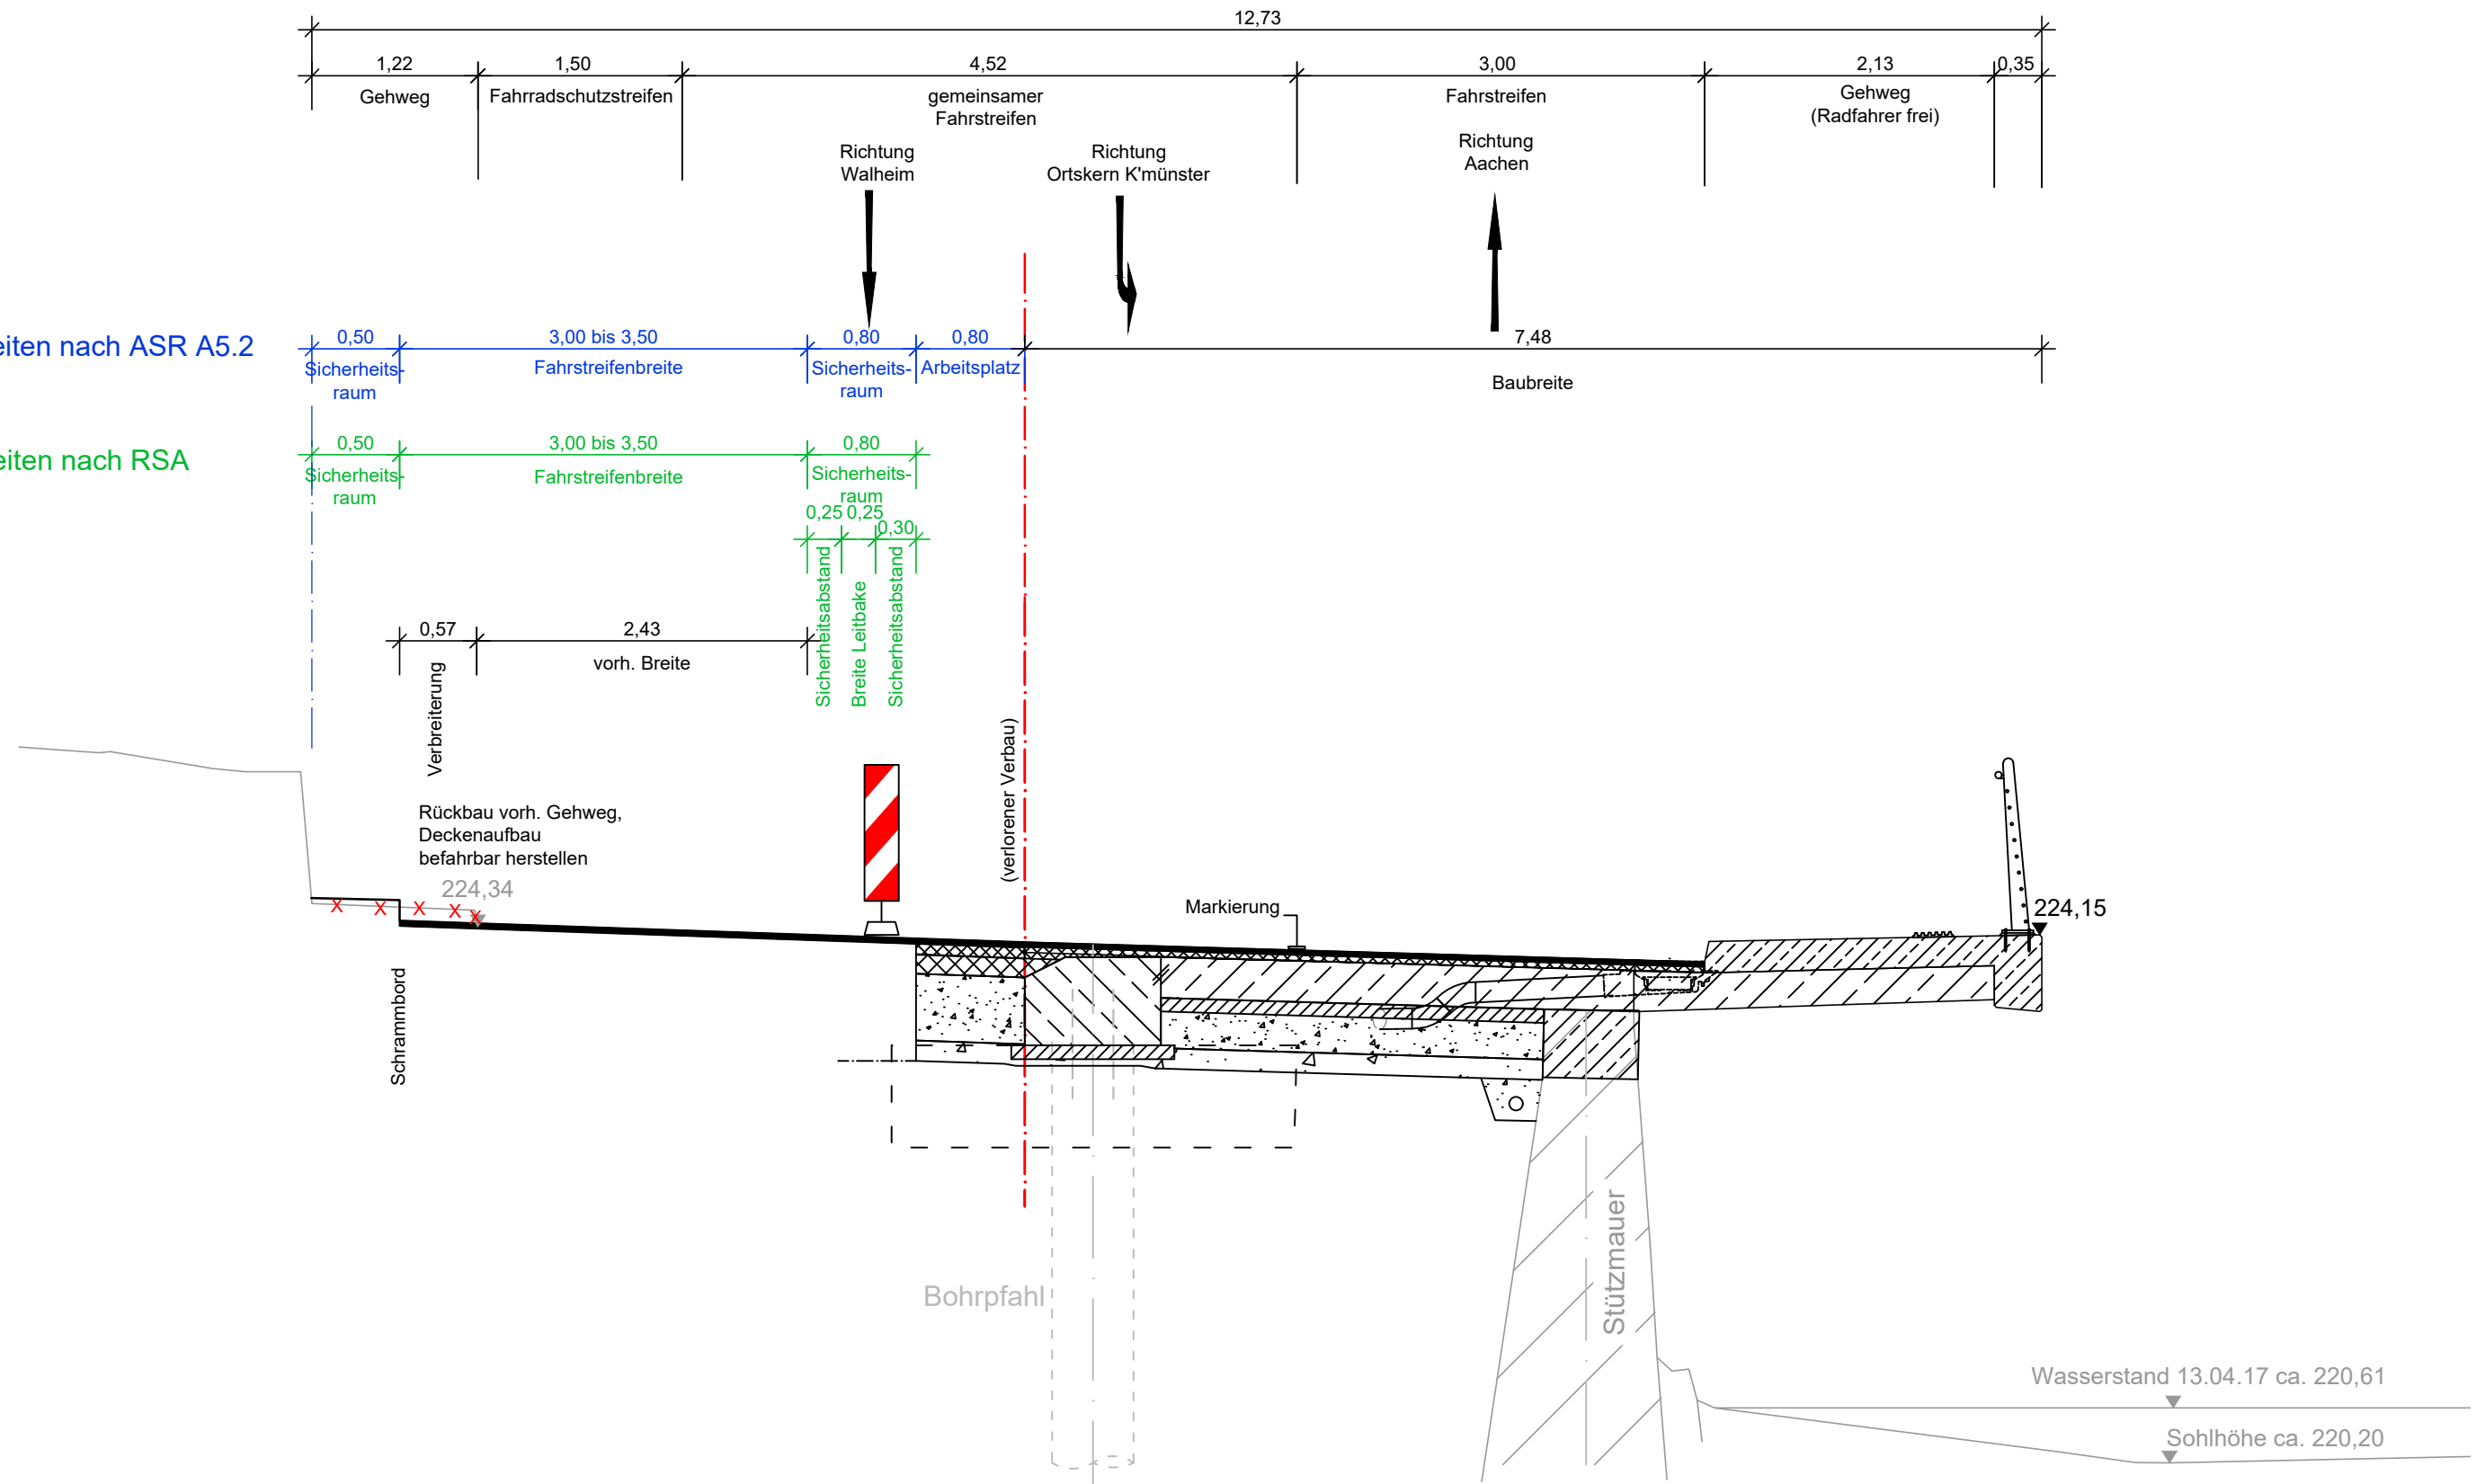 12,73
1,22
1,50
4,52
3,00
2,13
0,35
Gehweg
Fahrradschutzstreifen
gemeinsamer
Fahrstreifen
Fahrstreifen
Gehweg
(Radfahrer frei)
Richtung
Walheim
Richtung
Ortskern K'münster
Richtung
Aachen
eiten nach ASR A5.2
0,50
3,00 bis 3,50
0,80
0,80
7,48
Sicherheits-
raum
Fahrstreifenbreite
Sicherheits-
raum
Arbeitsplatz
Baubreite
eiten nach RSA
0,50
3,00 bis 3,50
0,80
Sicherheits-
raum
Fahrstreifenbreite
Sicherheits-
raum
0,25
0,25
0,30
Sicherheitsabstand
Breite Leitbake
Sicherheitsabstand
0,57
2,43
Verbreiterung
vorh. Breite
(verlorener Verbau)
Rückbau vorh. Gehweg,
Deckenaufbau
befahrbar herstellen
224,34
X X X X X
Markierung
224,15
Schrammbord
Bohrpfahl
Stützmauer
Wasserstand 13.04.17 ca. 220,61
Sohlhöhe ca. 220,20